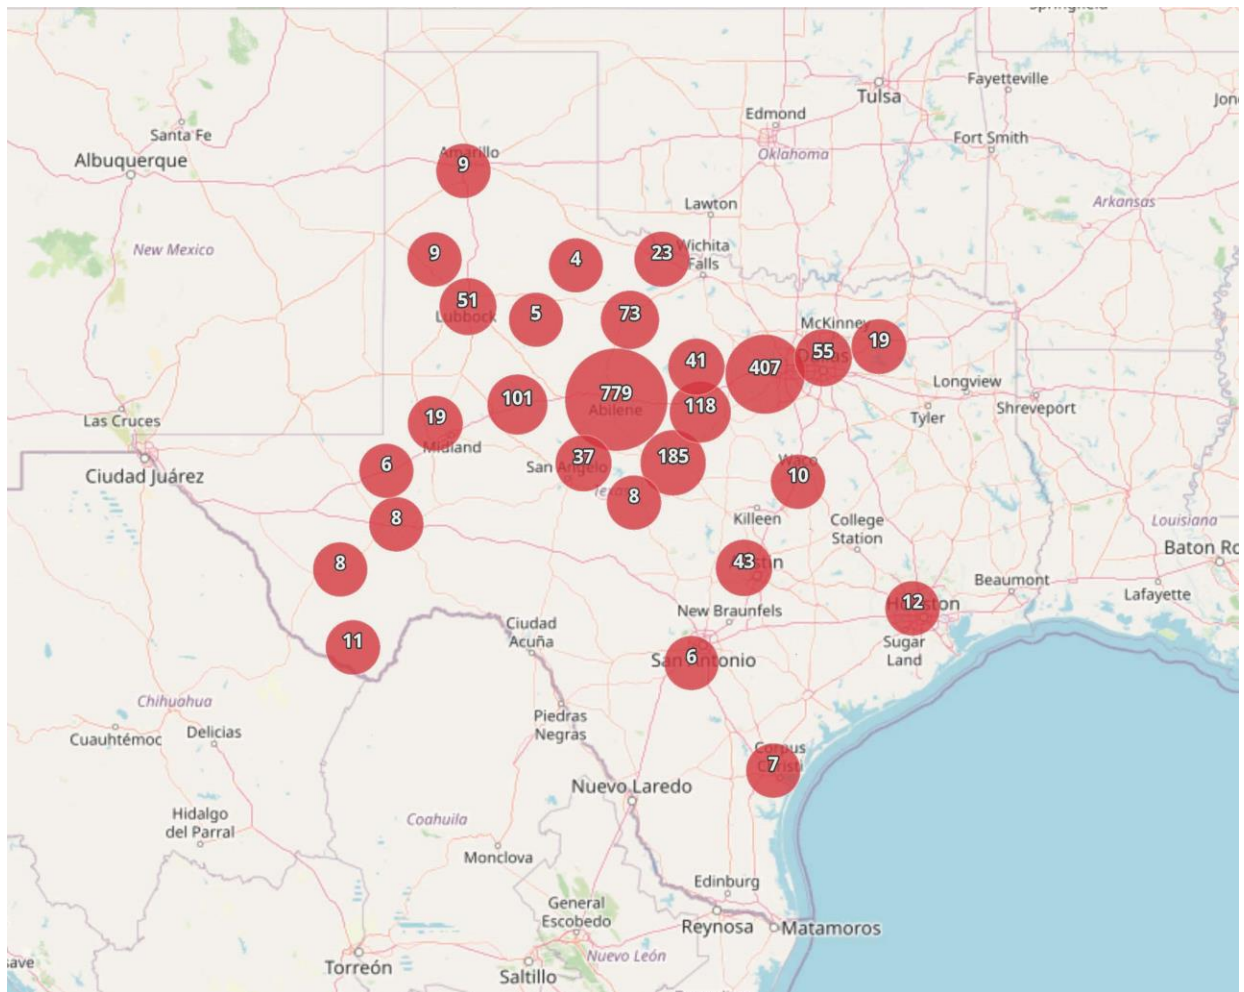 Springfield
Fayetteville
Tulsa
Edmond
Santa Fe
Fort Smith
Albuquerque
Amarillo
9
Oklahoma
Arkansas
Lawton
New Mexico
9
4
23
Wichita
Falls
51
Lubbock
5
73
McKinney
19
41
407
55
Dallas
Longview
779
Abilene
101
118
Tyler
Shreveport
Las Cruces
19
Midland
Ciudad Juárez
6
San Angelo
37
185
Waco
10
Texas
8
8
Killeen
College
Station
Louisiana
Baton Ro
8
43
Austin
Beaumont
Lafayette
12
Houston
New Braunfels
Ciudad
Acuña
11
Sugar
Land
6
San Antonio
Chihuahua
Piedras
Negras
Cuauhtémoc
Delicias
Corpus
Christi
7
Nuevo Laredo
Hidalgo
del Parral
Coahuila
Monclova
Edinburg
General
Escobedo
Reynosa
Matamoros
Nuevo León
Torreón
Saltillo